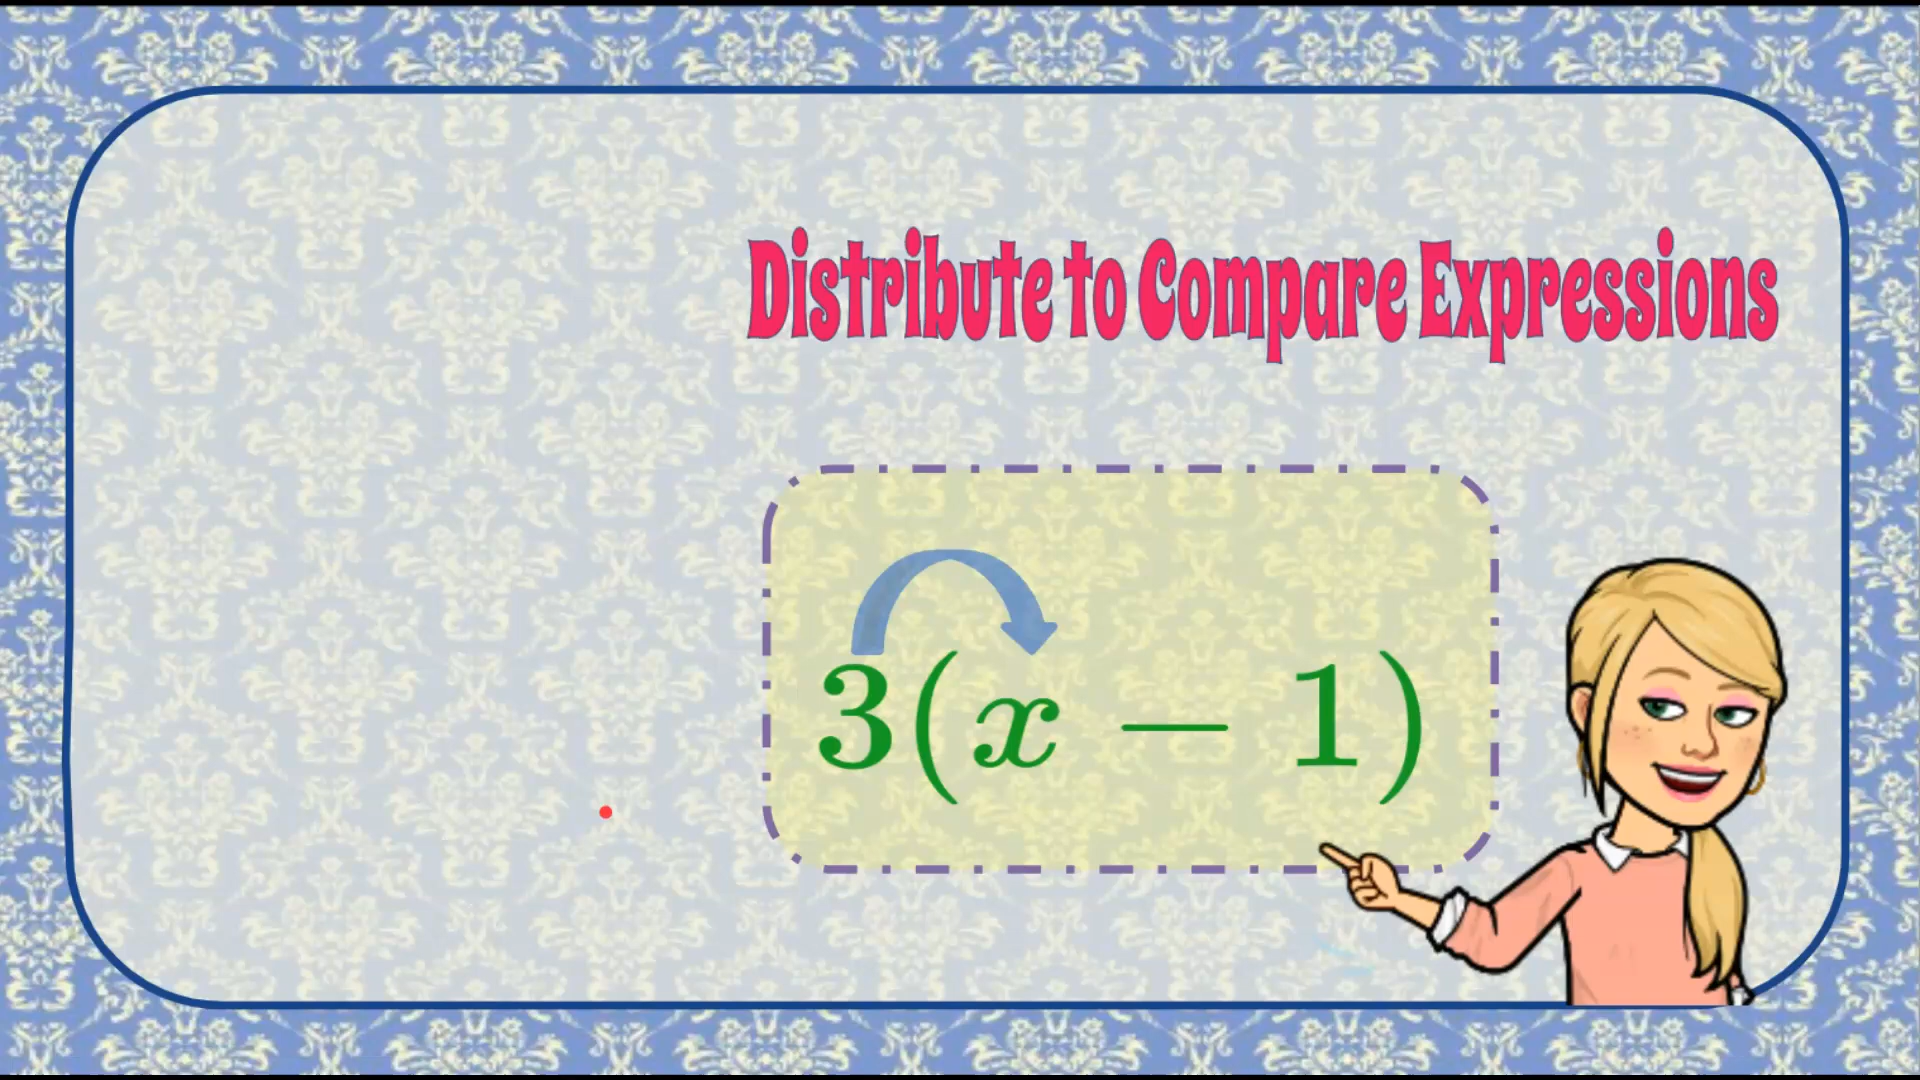 Distribute to Compare Expressions
3(x − 1)